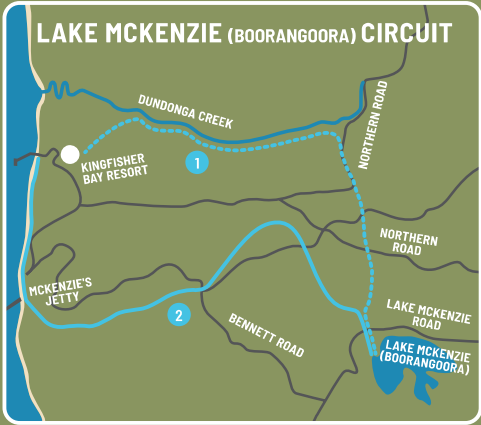 LAKE MCKENZIE (BOORANGOORA) CIRCUIT
DUNDONGA CREEK
NORTHERN ROAD
KINGFISHER
BAY RESORT
1
NORTHERN
ROAD
MCKENZIE'S
JETTY
LAKE MCKENZIE
ROAD
2
BENNETT ROAD
LAKE MCKENZIE
(BOORANGOORA)